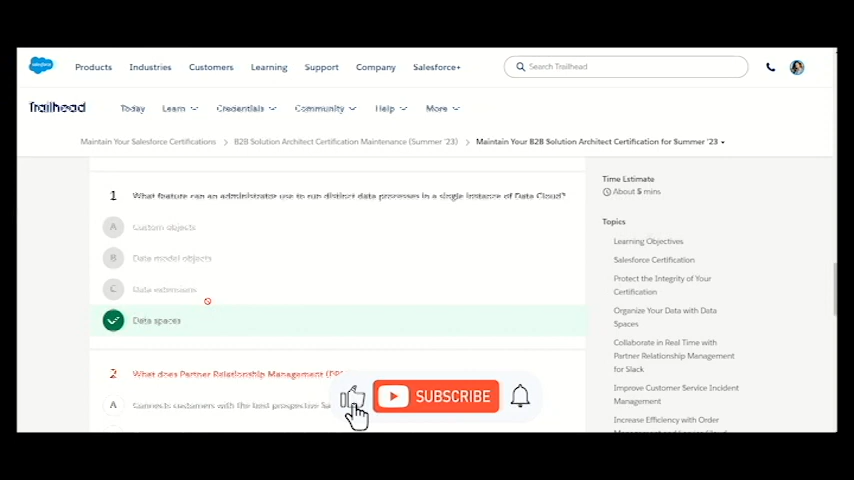 salesforce
Products Industries Customers Learning Support Company Salesforce+
Search Trailhead
Trailhead
Today Learn Credentials Community Help More
Maintain Your Salesforce Certifications > B2B Solution Architect Certification Maintenance (Summer '23) > Maintain Your B2B Solution Architect Certification for Summer '23
1 What feature can an administrator use to run distinct data processes in a single instance of Data Cloud?
A Custom objects
B Data model objects
C Data extensions
Data spaces
2 What does Partner Relationship Management (PR
A Connects customers with the best prospective Sa
SUBSCRIBE
Time Estimate
About 5 mins
Topics
Learning Objectives
Salesforce Certification
Protect the Integrity of Your
Certification
Organize Your Data with Data
Spaces
Collaborate in Real Time with
Partner Relationship Management
for Slack
Improve Customer Service Incident
Management
Increase Efficiency with Order